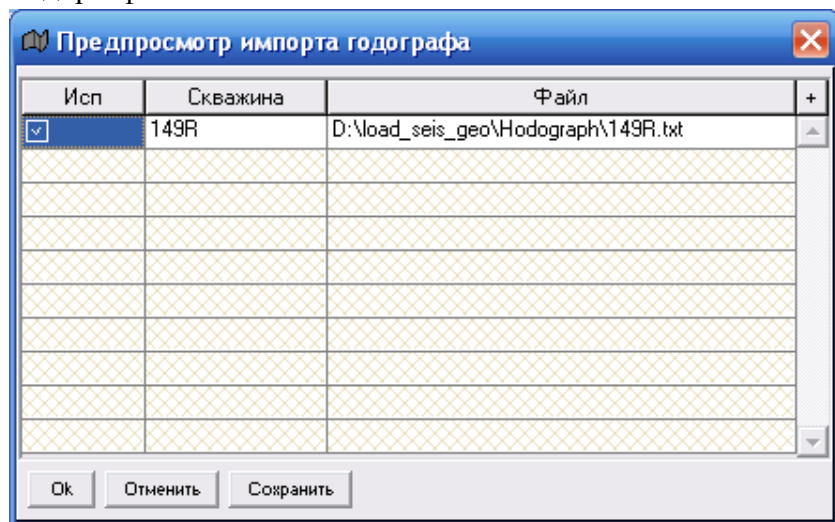 Предпросмотр импорта годографа
Исп Скважина Файл +
149R D:\load_seis_geo\Hodograph\149R.txt
Ok Отменить Сохранить